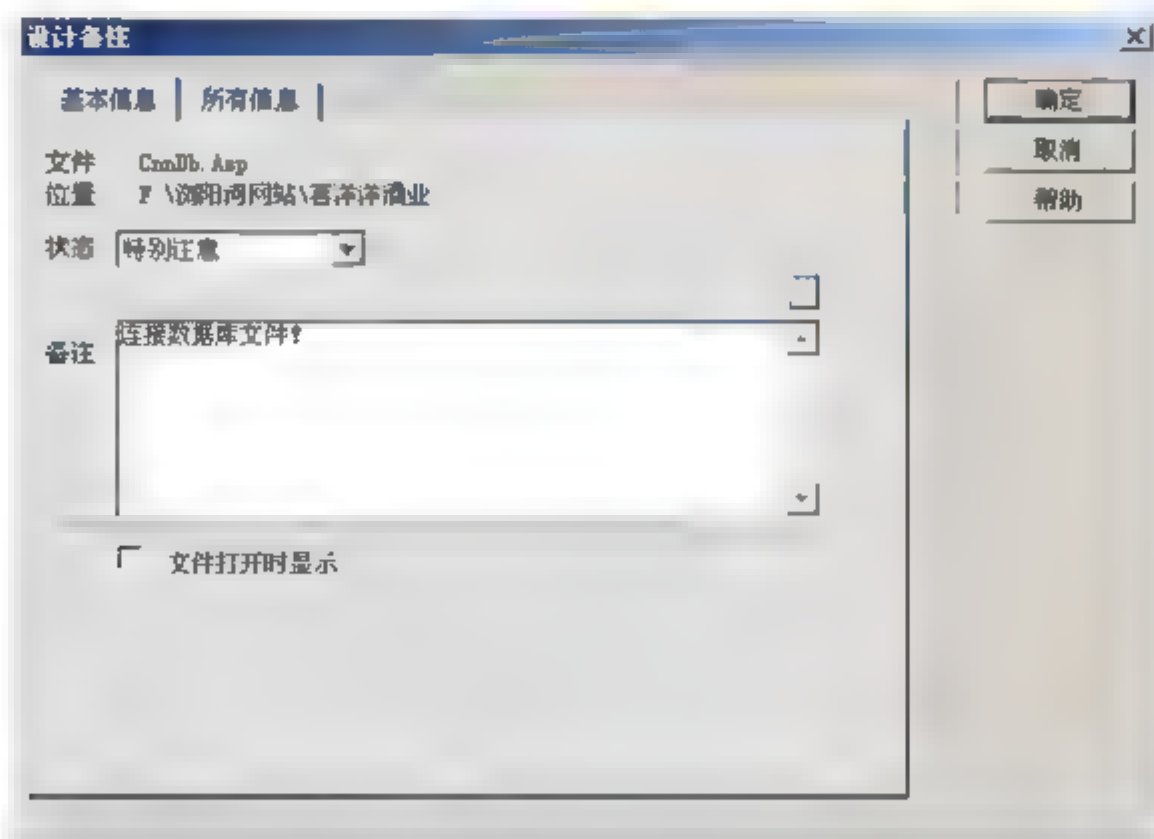 设计备注
基本信息 所有信息
确定
取消
帮助
文件 CnnDb.Asp
位置 F \浏阳河网站\喜洋洋酒业
状态 特别注意
备注 连接数据库文件!
文件打开时显示